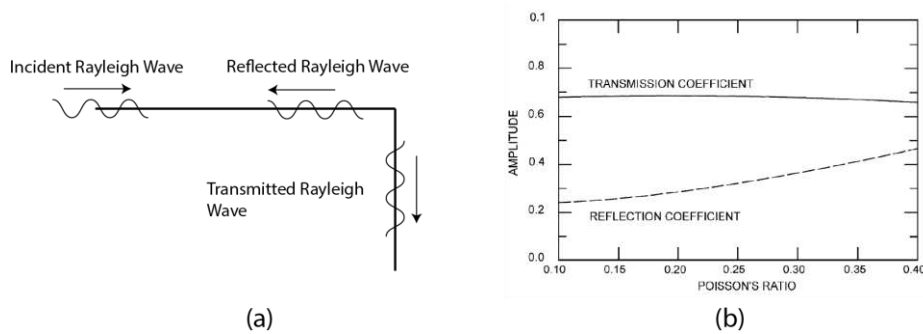 Incident Rayleigh Wave
Reflected Rayleigh Wave
Transmitted Rayleigh
Wave
(a)
0.1
0.8
0.6
0.4
0.2
0.0
AMPLITUDE
TRANSMISSION COEFFICIENT
REFLECTION COEFFICIENT
0.10
0.15
0.20
0.25
0.30
0.35
0.40
POISSON'S RATIO
(b)